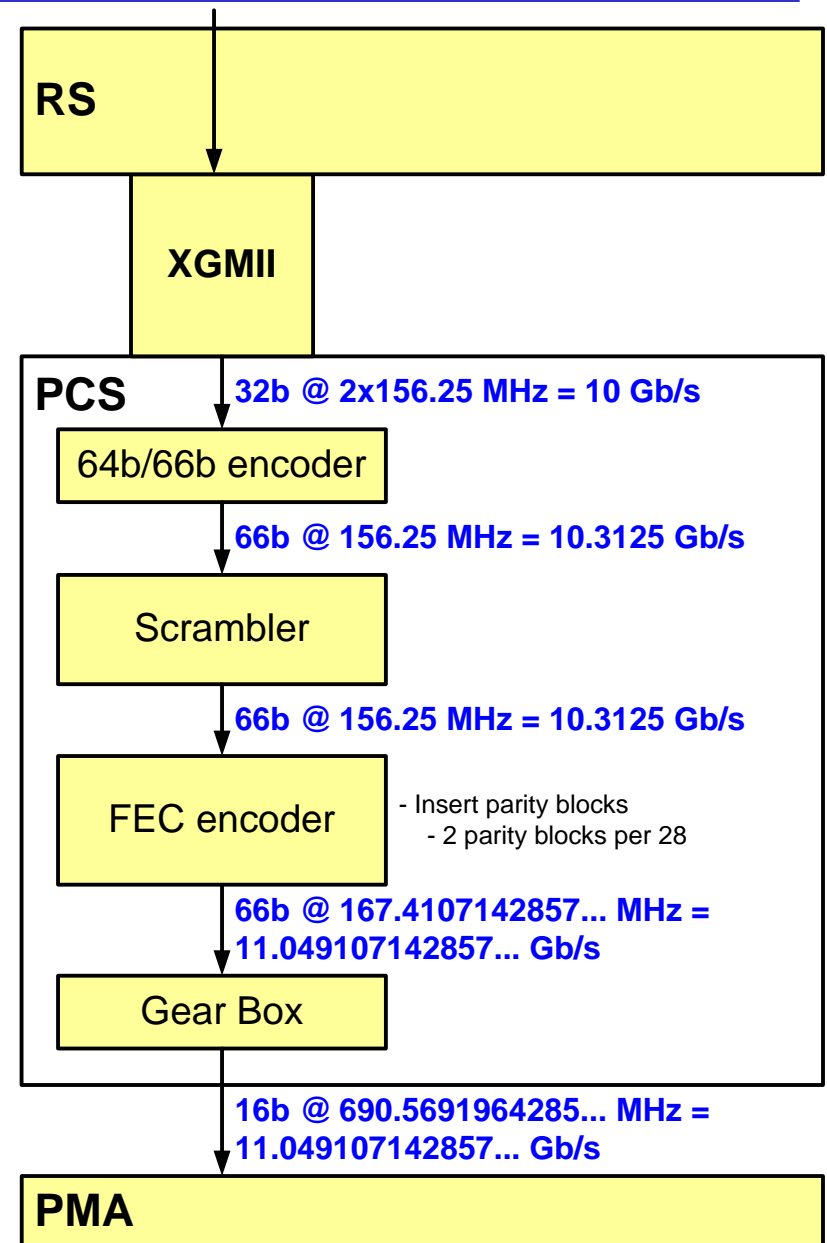 RS
XGMII
PCS
32b @ 2x156.25 MHz = 10 Gb/s
64b/66b encoder
66b @ 156.25 MHz = 10.3125 Gb/s
Scrambler
66b @ 156.25 MHz = 10.3125 Gb/s
FEC encoder
- Insert parity blocks
- 2 parity blocks per 28
66b @ 167.4107142857... MHz =
11.049107142857... Gb/s
Gear Box
16b @ 690.5691964285... MHz =
11.049107142857... Gb/s
PMA